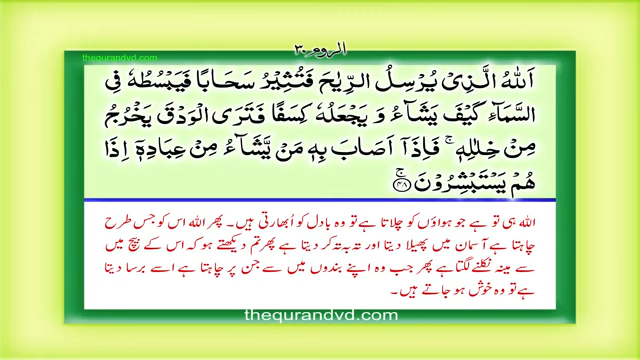 الروم ٣٠
thequrandvd.com
اَللّٰهُ الَّذِیْ یُرْسِلُ الرِّیٰحَ فَتُثِیْرُ سَحَابًا فَیَبْسُطُهٗ فِی
السَّمَآءِ كَیْفَ یَشَآءُ وَ یَجْعَلُهٗ كِسَفًا فَتَرَی الْوَدْقَ یَخْرُجُ
مِنْ خِلٰلِهٖ ۚ فَاِذَاۤ اَصَابَ بِهٖ مَنْ یَّشَآءُ مِنْ عِبَادِهٖۤ اِذَا
هُمْ یَسْتَبْشِرُوْنَ ۚ ﴿۴۸﴾
اللہ ہی تو ہے جو ہواؤں کو چلاتا ہے تو وہ بادل کو اُبھارتی ہیں۔ پھر اللہ اس کو جس طرح
چاہتا ہے آسمان میں پھیلا دیتا اور تہ بتہ کر دیتا ہے پھر تم دیکھتے ہو کہ اس کے بیچ میں
سے مینہ نکلنے لگتا ہے پھر جب وہ اپنے بندوں میں سے جن پر چاہتا ہے اسے برسا دیتا
ہے تو وہ خوش ہو جاتے ہیں۔
thequrandvd.com